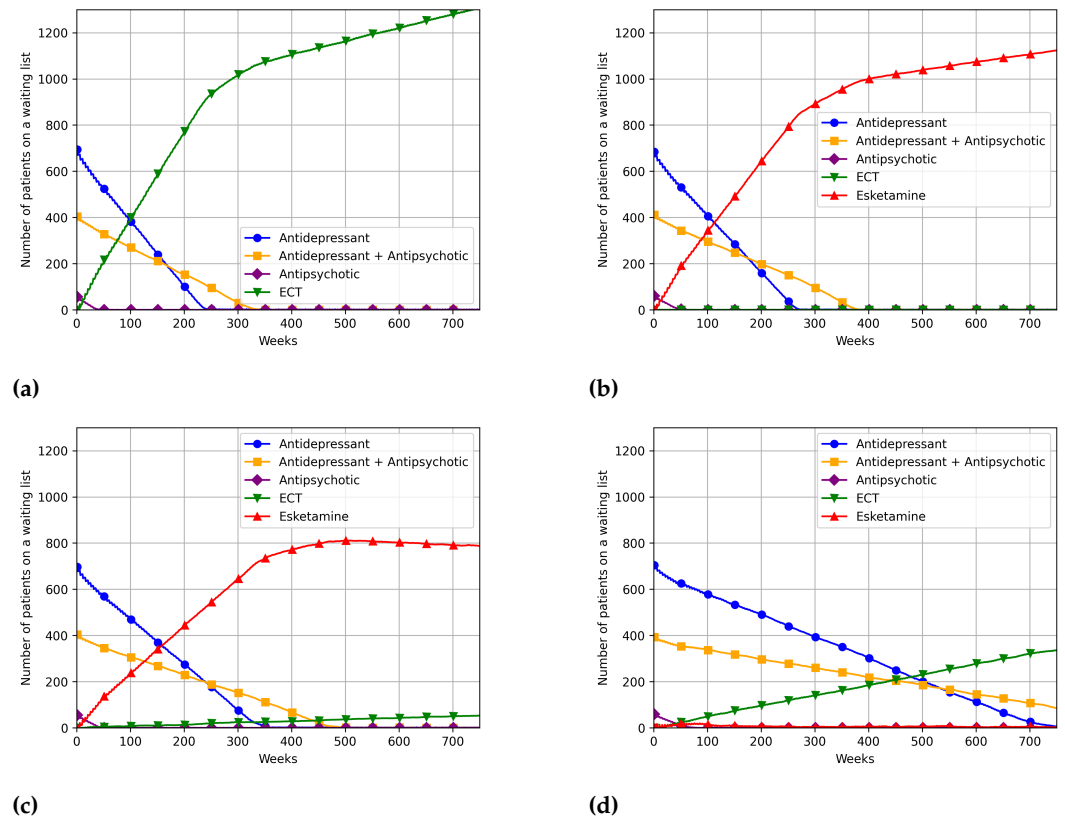 1200
1000
800
600
400
200
0
Number of patients on a waiting list
0 100 200 300 400 500 600 700
Weeks
Antidepressant
Antidepressant + Antipsychotic
Antipsychotic
ECT
(a)
1200
1000
800
600
400
200
0
Number of patients on a waiting list
0 100 200 300 400 500 600 700
Weeks
Antidepressant
Antidepressant + Antipsychotic
Antipsychotic
ECT
Esketamine
(b)
1200
1000
800
600
400
200
0
Number of patients on a waiting list
0 100 200 300 400 500 600 700
Weeks
Antidepressant
Antidepressant + Antipsychotic
Antipsychotic
ECT
Esketamine
(c)
1200
1000
800
600
400
200
0
Number of patients on a waiting list
0 100 200 300 400 500 600 700
Weeks
Antidepressant
Antidepressant + Antipsychotic
Antipsychotic
ECT
Esketamine
(d)